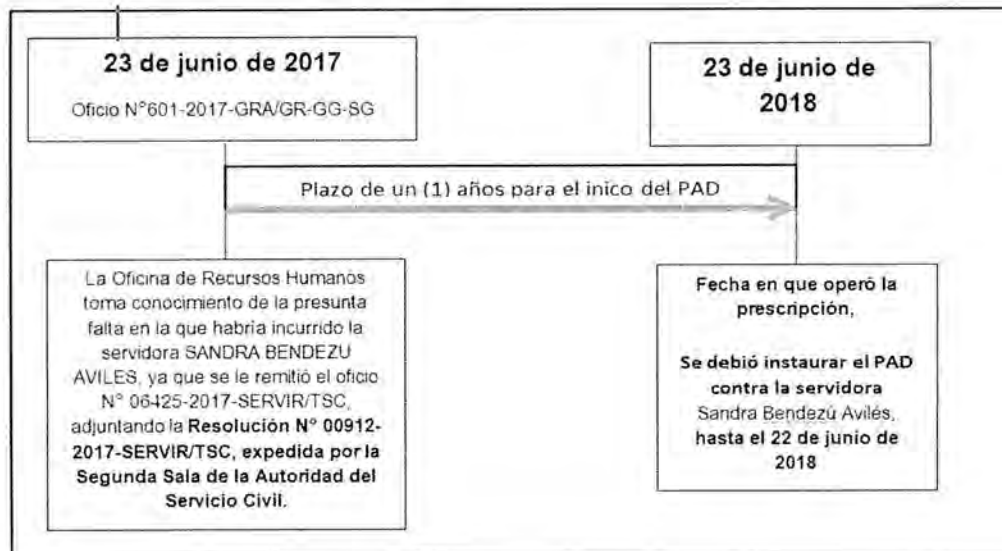 23 de junio de 2017
Oficio N°601-2017-GRA/GR-GG-SG
23 de junio de
2018
Plazo de un (1) años para el inico del PAD
La Oficina de Recursos Humanos
toma conocimiento de la presunta
falta en la que habría incurrido la
servidora SANDRA BENDEZU
AVILES, ya que se le remitió el oficio
N° 06425-2017-SERVIR/TSC,
adjuntando la Resolución N° 00912-
2017-SERVIR/TSC, expedida por la
Segunda Sala de la Autoridad del
Servicio Civil.
Fecha en que operó la
prescripción,
Se debió instaurar el PAD
contra la servidora
Sandra Bendezú Avilés,
hasta el 22 de junio de
2018